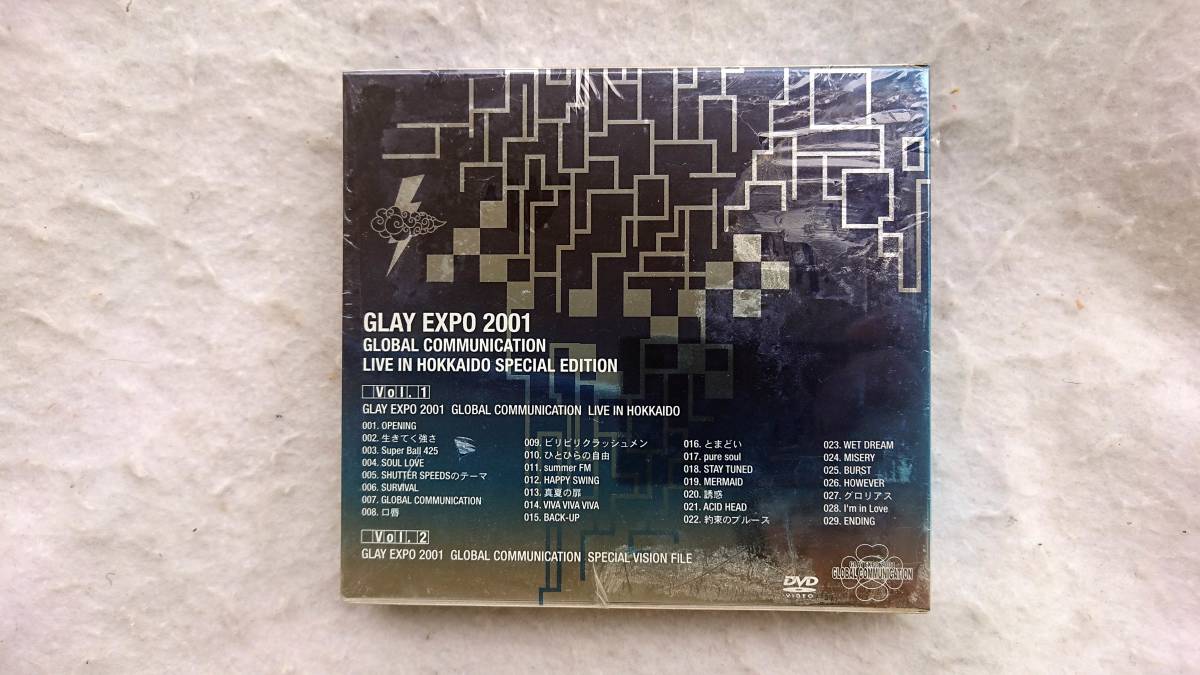 GLAY EXPO 2001
GLOBAL COMMUNICATION
LIVE IN HOKKAIDO SPECIAL EDITION
Vol. 1
GLAY EXPO 2001 GLOBAL COMMUNICATION LIVE IN HOKKAIDO
001. OPENING
002. 生きてく強さ
003. Super Ball 425
004. SOUL LOVE
005. SHUTTER SPEEDSのテーマ
006. SURVIVAL
007. GLOBAL COMMUNICATION
008. 口唇
009. ビリビリクラッシュメン
010. ひとひらの自由
011. summer FM
012. HAPPY SWING
013. 真夏の扉
014. VIVA VIVA VIVA
015. BACK-UP
016. とまどい
017. pure soul
018. STAY TUNED
019. MERMAID
020. 誘惑
021. ACID HEAD
022. 約束のブルース
023. WET DREAM
024. MISERY
025. BURST
026. HOWEVER
027. グロリアス
028. I'm in Love
029. ENDING
Vol. 2
GLAY EXPO 2001 GLOBAL COMMUNICATION SPECIAL VISION FILE
DVD
VIDEO
GLOBAL COMMUNICATION